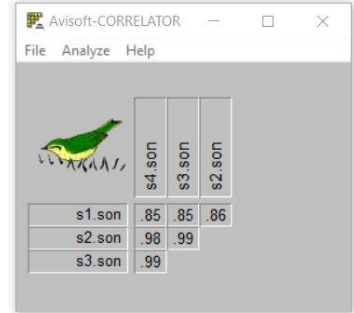 Avisoft-CORRELATOR
File Analyze Help
s4.son s3.son s2.son
s1.son .85 .85 .86
s2.son .98 .99
s3.son .99